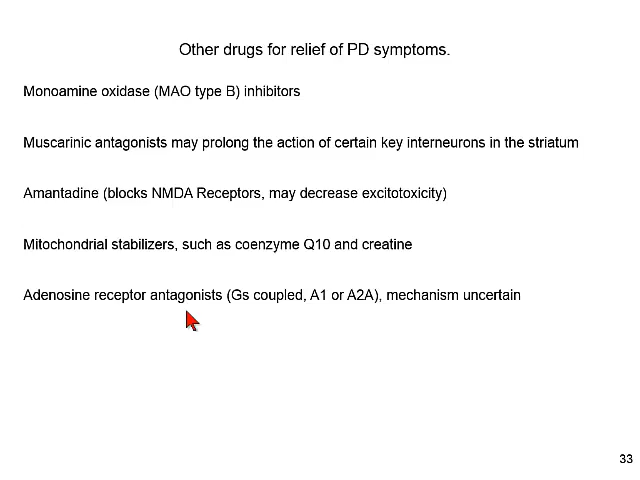 Other drugs for relief of PD symptoms.
Monoamine oxidase (MAO type B) inhibitors
Muscarinic antagonists may prolong the action of certain key interneurons in the striatum
Amantadine (blocks NMDA Receptors, may decrease excitotoxicity)
Mitochondrial stabilizers, such as coenzyme Q10 and creatine
Adenosine receptor antagonists (Gs coupled, A1 or A2A), mechanism uncertain
33